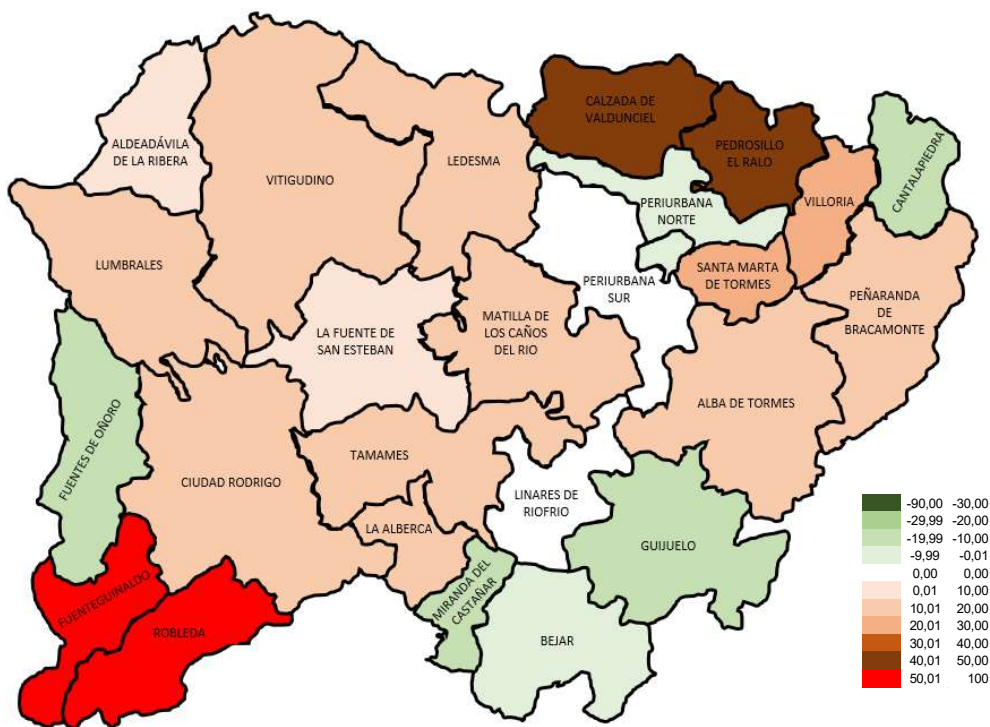 CALZADA DE
VALDUNCIEL
ALDEADÁVILA
DE LA RIBERA
VITIGUDINO
LEDESMA
PEDROSILLO
EL RALO
CANTALAPIEDRA
PERIURBANA
NORTE
VILLORIA
LUMBRALES
SANTA MARTA
DE TORMES
PERIURBANA
SUR
PEÑARANDA
DE
BRACAMONTE
LA FUENTE DE
SAN ESTEBAN
MATILLA DE
LOS CAÑOS
DEL RIO
ALBA DE TORMES
FUENTES DE OÑORO
TAMAMES
CIUDAD RODRIGO
LINARES DE
RIOFRIO
LA ALBERCA
GUIJUELO
FUENTEGUINALDO
MIRANDA DEL
CASTAÑAR
ROBLEDA
BEJAR
-90,00 -30,00
-29,99 -20,00
-19,99 -10,00
-9,99 -0,01
0,00 0,00
0,01 10,00
10,01 20,00
20,01 30,00
30,01 40,00
40,01 50,00
50,01 100